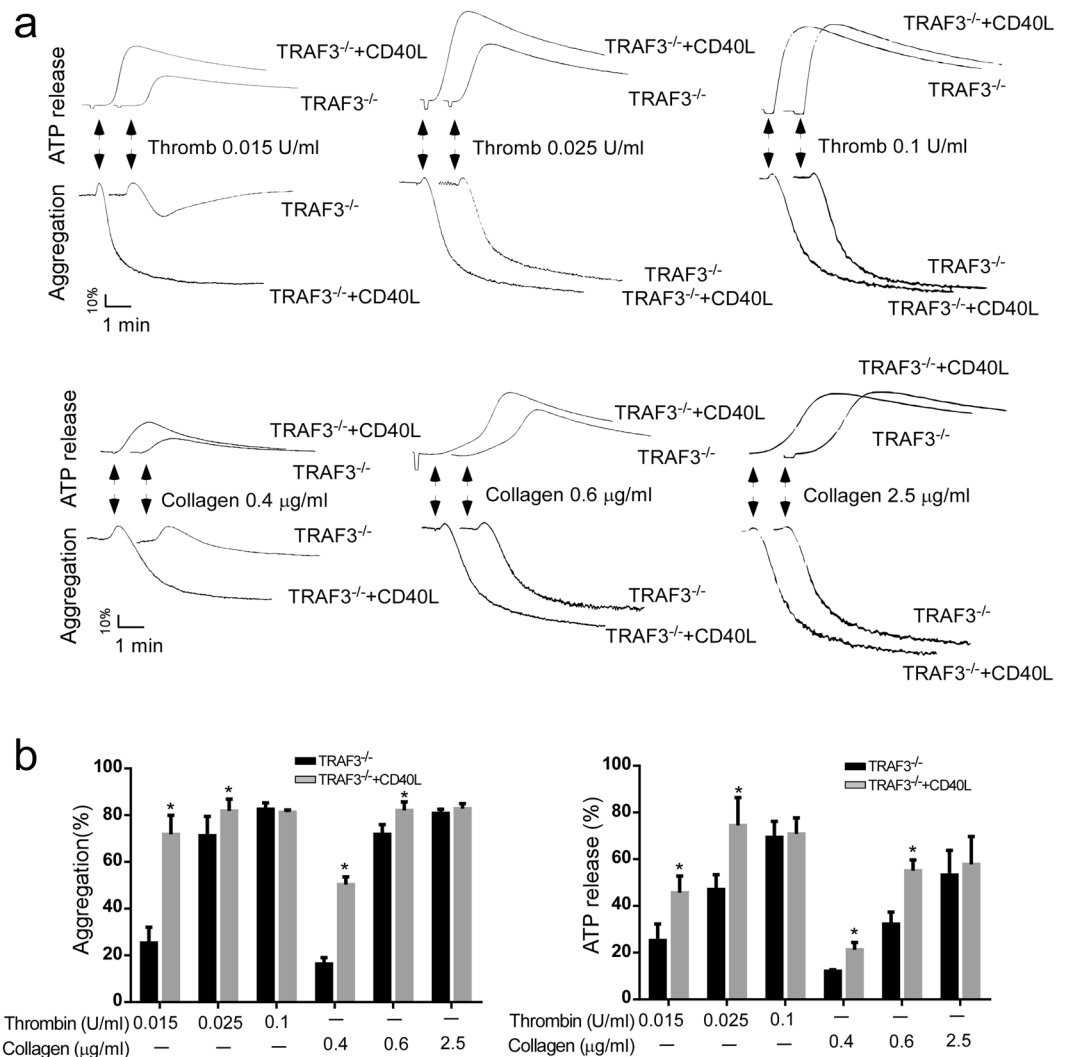 a
ATP release
TRAF3-/-+CD40L
TRAF3-/-
TRAF3-/-+CD40L
TRAF3-/-
TRAF3-/-+CD40L
TRAF3-/-
Thromb 0.015 U/ml
Thromb 0.025 U/ml
Thromb 0.1 U/ml
Aggregation
TRAF3-/-
TRAF3-/-+CD40L
TRAF3-/-
TRAF3-/-+CD40L
TRAF3-/-
TRAF3-/-+CD40L
10%
1 min
ATP release
TRAF3-/-+CD40L
TRAF3-/-
TRAF3-/-+CD40L
TRAF3-/-
TRAF3-/-+CD40L
TRAF3-/-
Collagen 0.4 μg/ml
Collagen 0.6 μg/ml
Collagen 2.5 μg/ml
Aggregation
TRAF3-/-
TRAF3-/-+CD40L
TRAF3-/-
TRAF3-/-+CD40L
TRAF3-/-
TRAF3-/-+CD40L
10%
1 min
b
Aggregation(%)
100
80
60
40
20
0
TRAF3-/-
TRAF3-/-+CD40L
* * * *
Thrombin (U/ml) 0.015 0.025 0.1 — — —
Collagen (μg/ml) — — — 0.4 0.6 2.5
ATP release (%)
100
80
60
40
20
0
TRAF3-/-
TRAF3-/-+CD40L
* * * *
Thrombin (U/ml) 0.015 0.025 0.1 — — —
Collagen (μg/ml) — — — 0.4 0.6 2.5